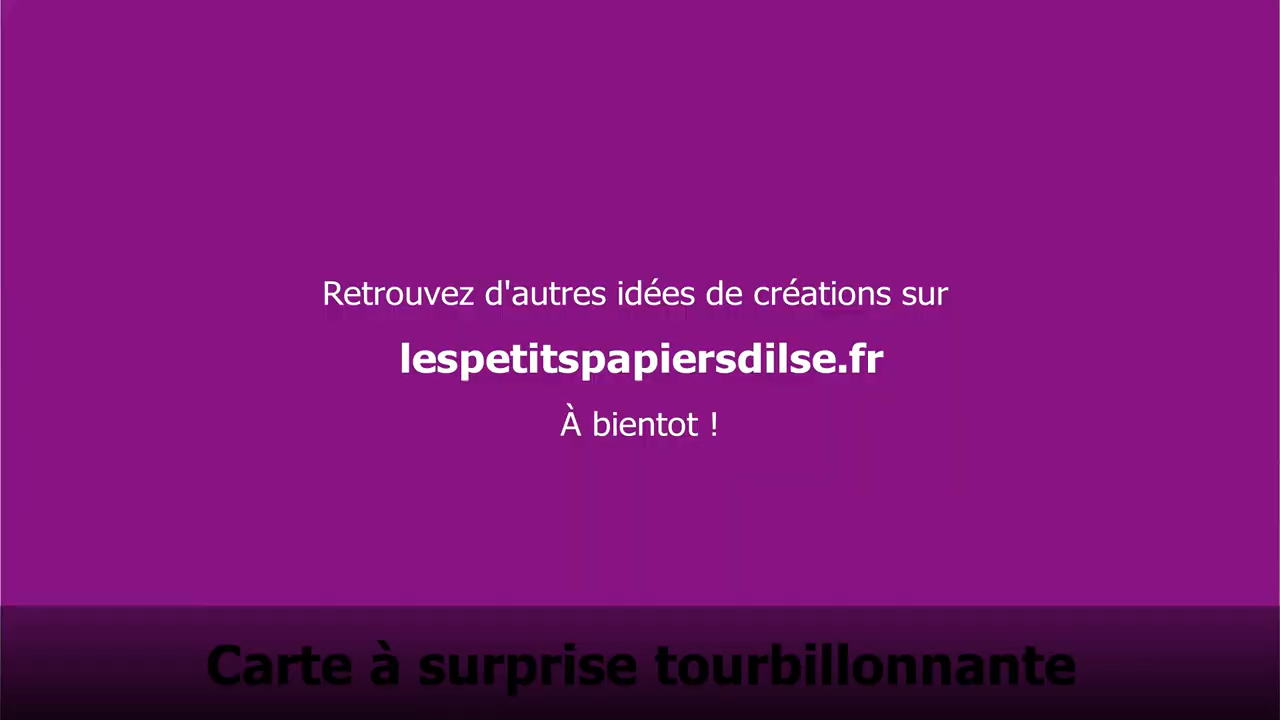 Retrouvez d'autres idées de créations sur
lespetitspapiersdilse.fr
À bientot !
Carte à surprise tourbillonnante